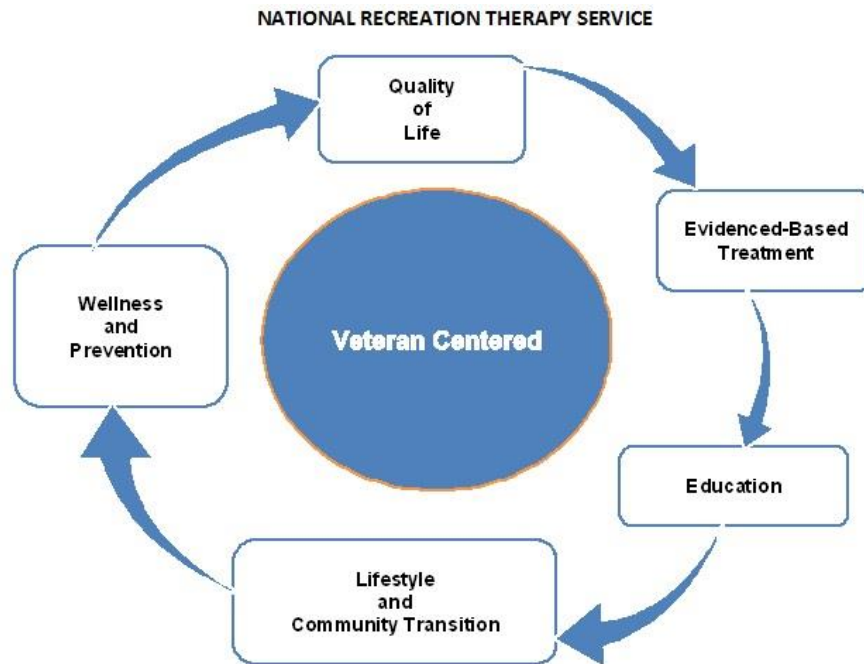 NATIONAL RECREATION THERAPY SERVICE
Quality
of
Life
Evidenced-Based
Treatment
Education
Lifestyle
and
Community Transition
Wellness
and
Prevention
Veteran Centered